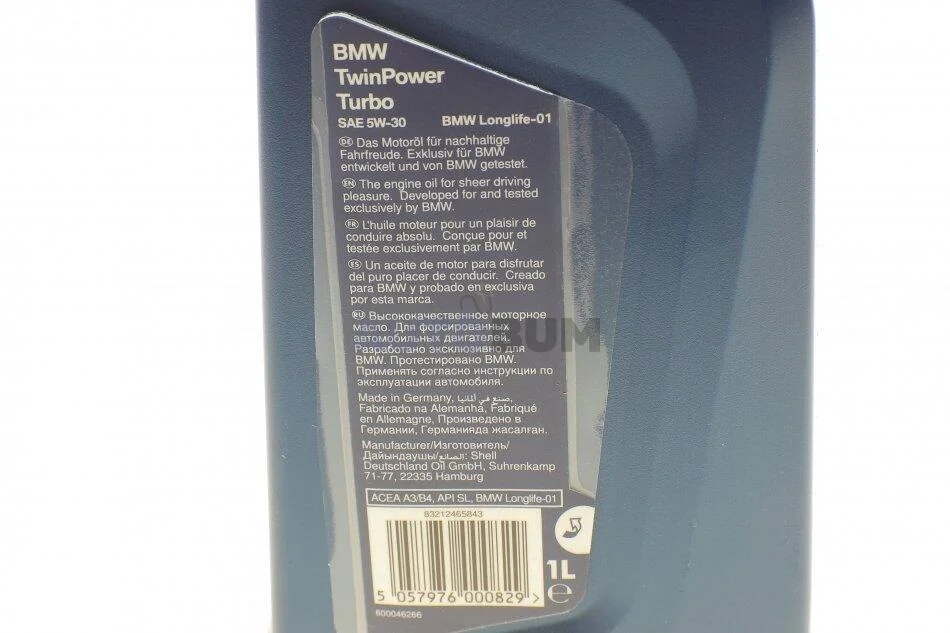 BMW
TwinPower
Turbo
SAE 5W-30 BMW Longlife-01
DE Das Motoröl für nachhaltige
Fahrfreude. Exklusiv für BMW
entwickelt und von BMW getestet.
EN The engine oil for sheer driving
pleasure. Developed for and tested
exclusively by BMW.
FR L'huile moteur pour un plaisir de
conduire absolu. Conçue pour et
testée exclusivement par BMW.
ES Un aceite de motor para disfrutar
del puro placer de conducir. Creado
para BMW y probado en exclusiva
por esta marca.
RU Высококачественное моторное
масло. Для форсированных
автомобильных двигателей.
Разработано эксклюзивно для
BMW. Протестировано BMW.
Применять согласно инструкции по
эксплуатации автомобиля.
Made in Germany, صنع في ألمانيا,
Fabricado na Alemanha, Fabriqué
en Allemagne, Произведено в
Германии, Германияда жасалған.
Manufacturer/Изготовитель/
Дайындаушы/الصانع: Shell
Deutschland Oil GmbH, Suhrenkamp
71-77, 22335 Hamburg
ACEA A3/B4, API SL, BMW Longlife-01
83212465843
5 057976 000829 >
600046266
1L
e
BUM